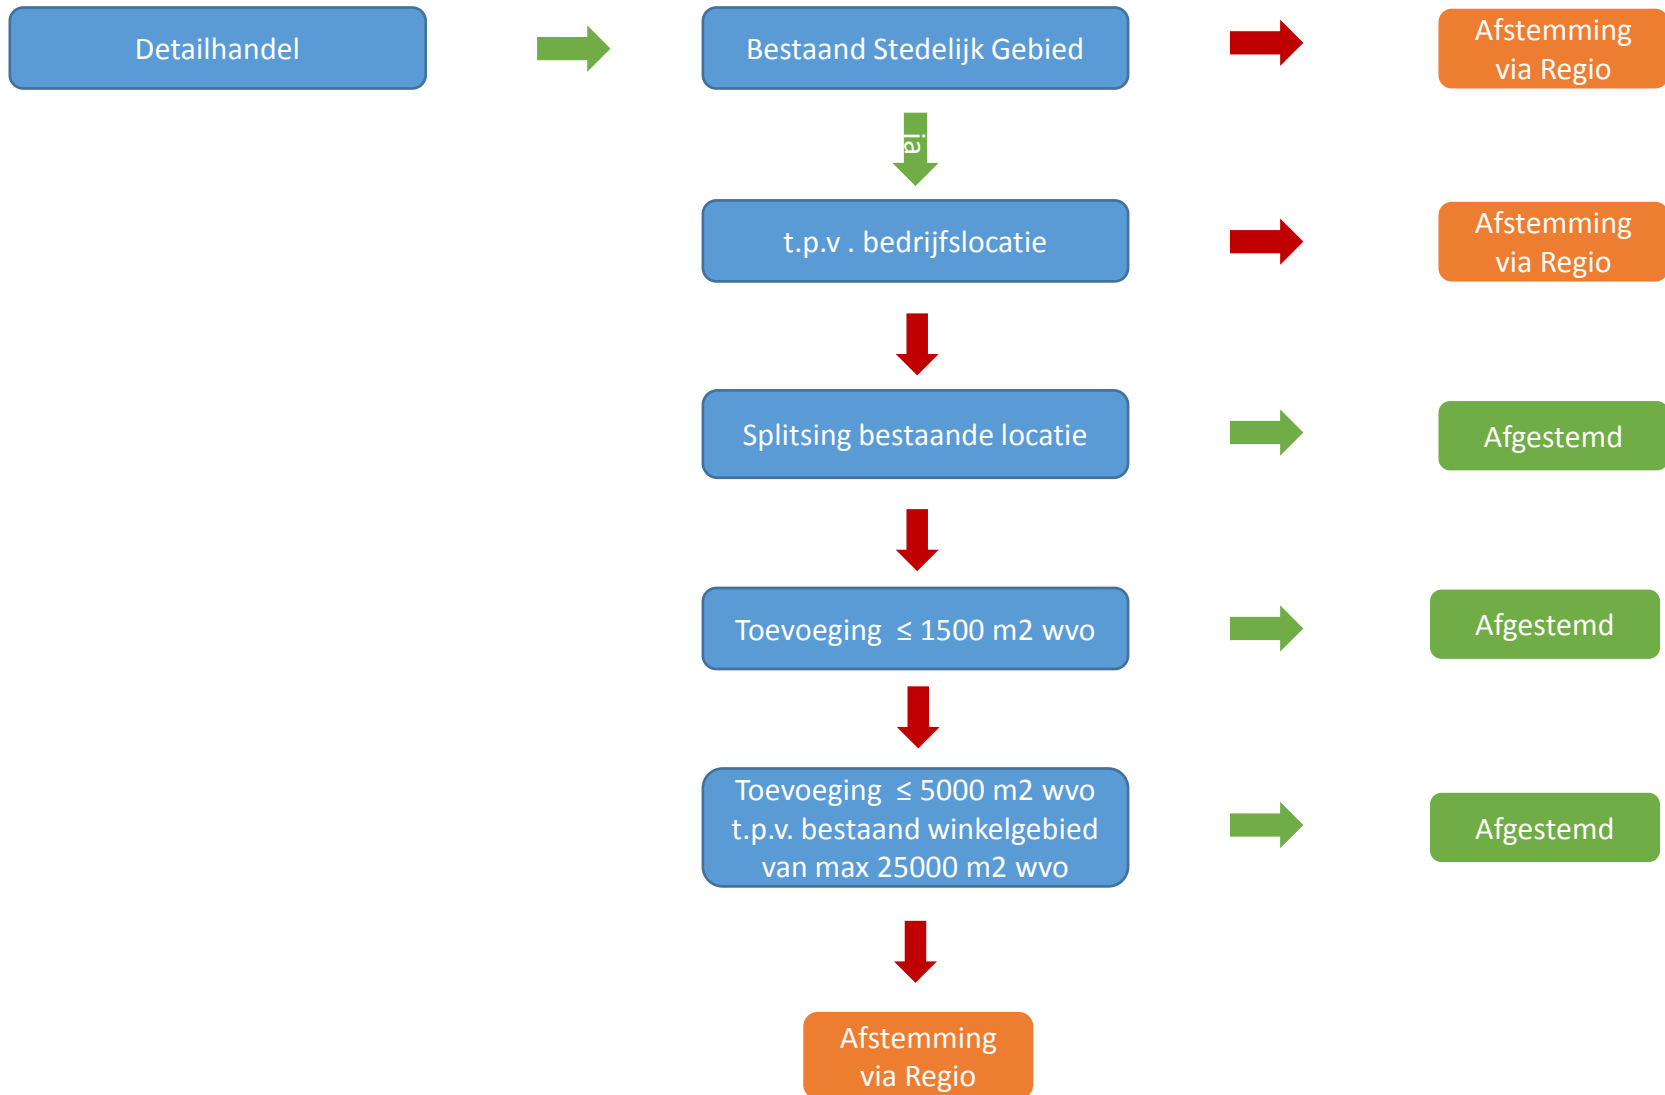 Detailhandel
Bestaand Stedelijk Gebied
Afstemming
via Regio
ja
t.p.v . bedrijfslocatie
Afstemming
via Regio
Splitsing bestaande locatie
Afgestemd
Toevoeging ≤ 1500 m2 wvo
Afgestemd
Toevoeging ≤ 5000 m2 wvo
t.p.v. bestaand winkelgebied
van max 25000 m2 wvo
Afgestemd
Afstemming
via Regio